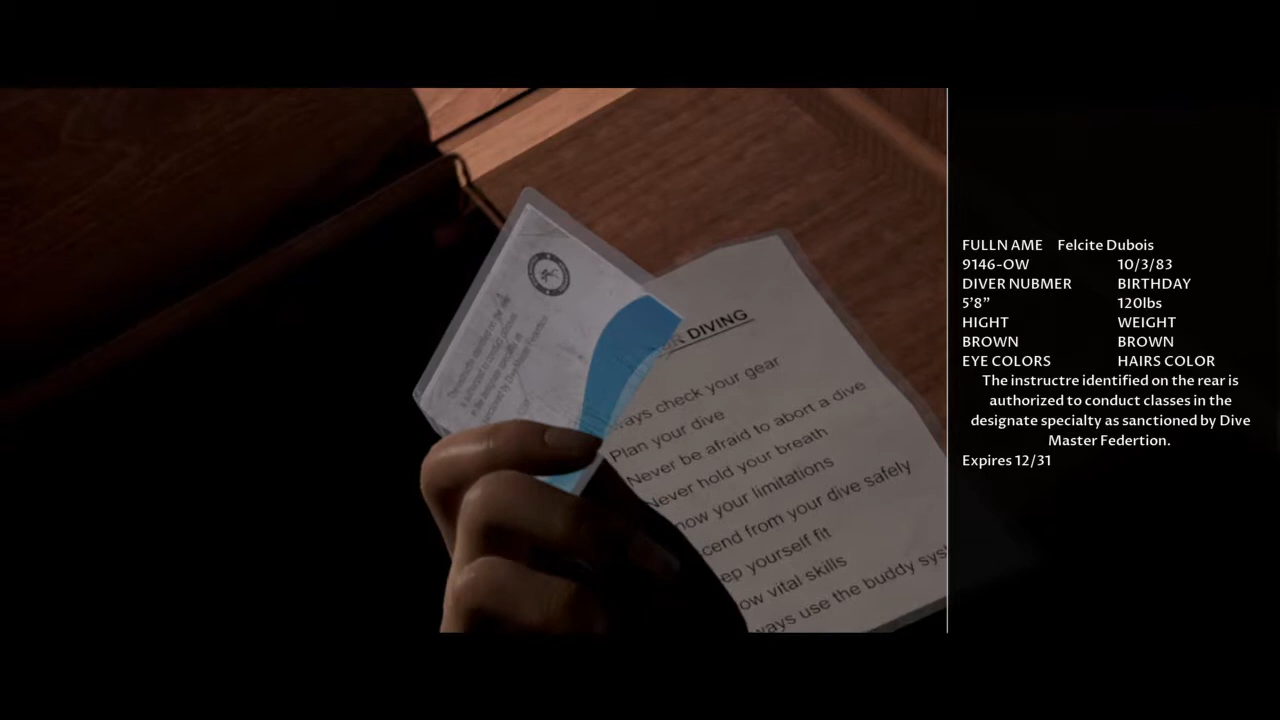 DIVING
ways check your gear
Plan your dive
Never be afraid to abort a dive
Never hold your breath
now your limitations
cend from your dive safely
ep yourself fit
ow vital skills
ways use the buddy sys
FULLN AME Felcite Dubois
9146-OW 10/3/83
DIVER NUBMER BIRTHDAY
5'8" 120lbs
HIGHT WEIGHT
BROWN BROWN
EYE COLORS HAIRS COLOR
The instructre identified on the rear is
authorized to conduct classes in the
designate specialty as sanctioned by Dive
Master Federtion.
Expires 12/31